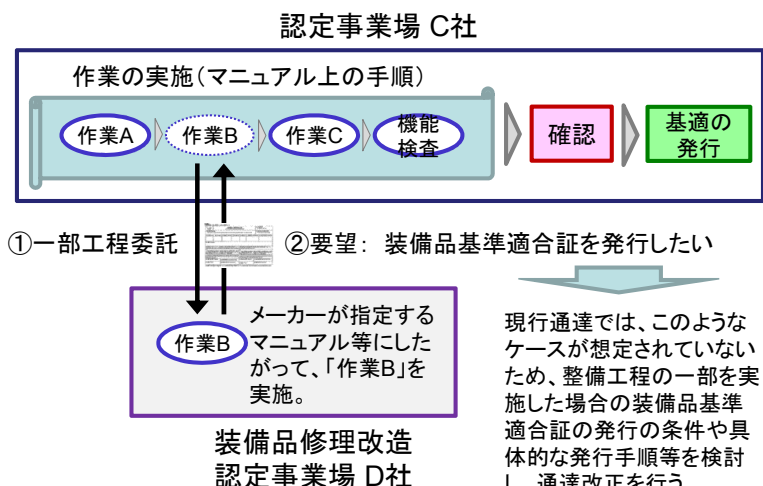 認定事業場 C社
作業の実施(マニュアル上の手順)
作業A
作業B
作業C
機能
検査
確認
基適の
発行
①一部工程委託
②要望: 装備品基準適合証を発行したい
作業B
メーカーが指定する
マニュアル等にした
がって、「作業B」を
実施。
装備品修理改造
認定事業場 D社
現行通達では、このような
ケースが想定されていない
ため、整備工程の一部を実
施した場合の装備品基準
適合証の発行の条件や具
体的な発行手順等を検討
し、通達改正を行う